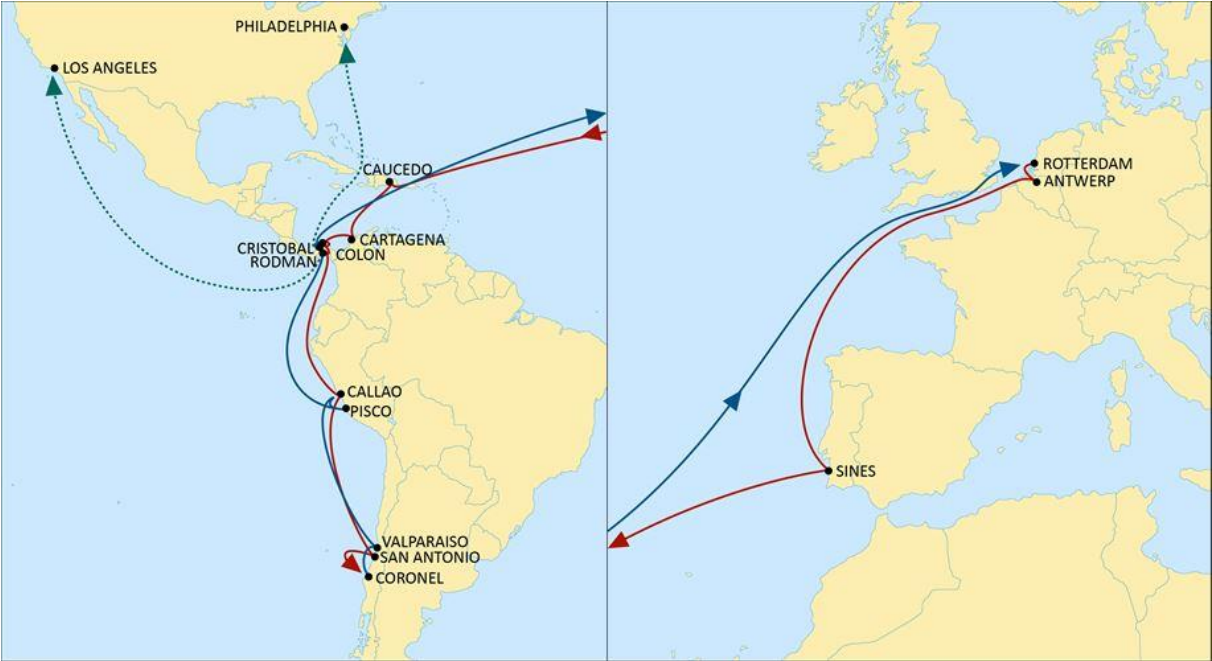 PHILADELPHIA
LOS ANGELES
CAUCEDO
CARTAGENA
CRISTOBAL
COLON
RODMAN
CALLAO
PISCO
VALPARAISO
SAN ANTONIO
CORONEL
ROTTERDAM
ANTWERP
SINES